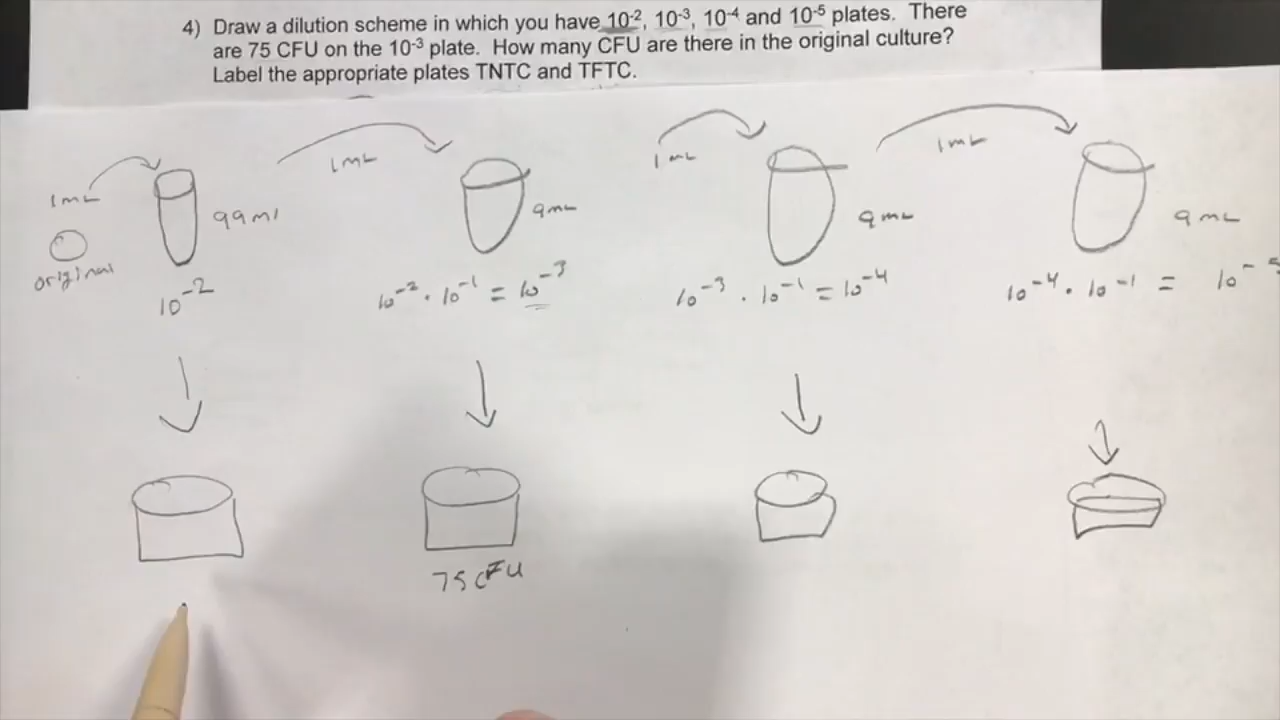 4) Draw a dilution scheme in which you have 10⁻², 10⁻³, 10⁻⁴ and 10⁻⁵ plates. There
are 75 CFU on the 10⁻³ plate. How many CFU are there in the original culture?
Label the appropriate plates TNTC and TFTC.
1mL 1mL 1mL 1mL
99ml 9mL 9mL 9mL
original
10⁻² 10⁻² · 10⁻¹ = 10⁻³ 10⁻³ · 10⁻¹ = 10⁻⁴ 10⁻⁴ · 10⁻¹ = 10⁻⁵
75 CFU